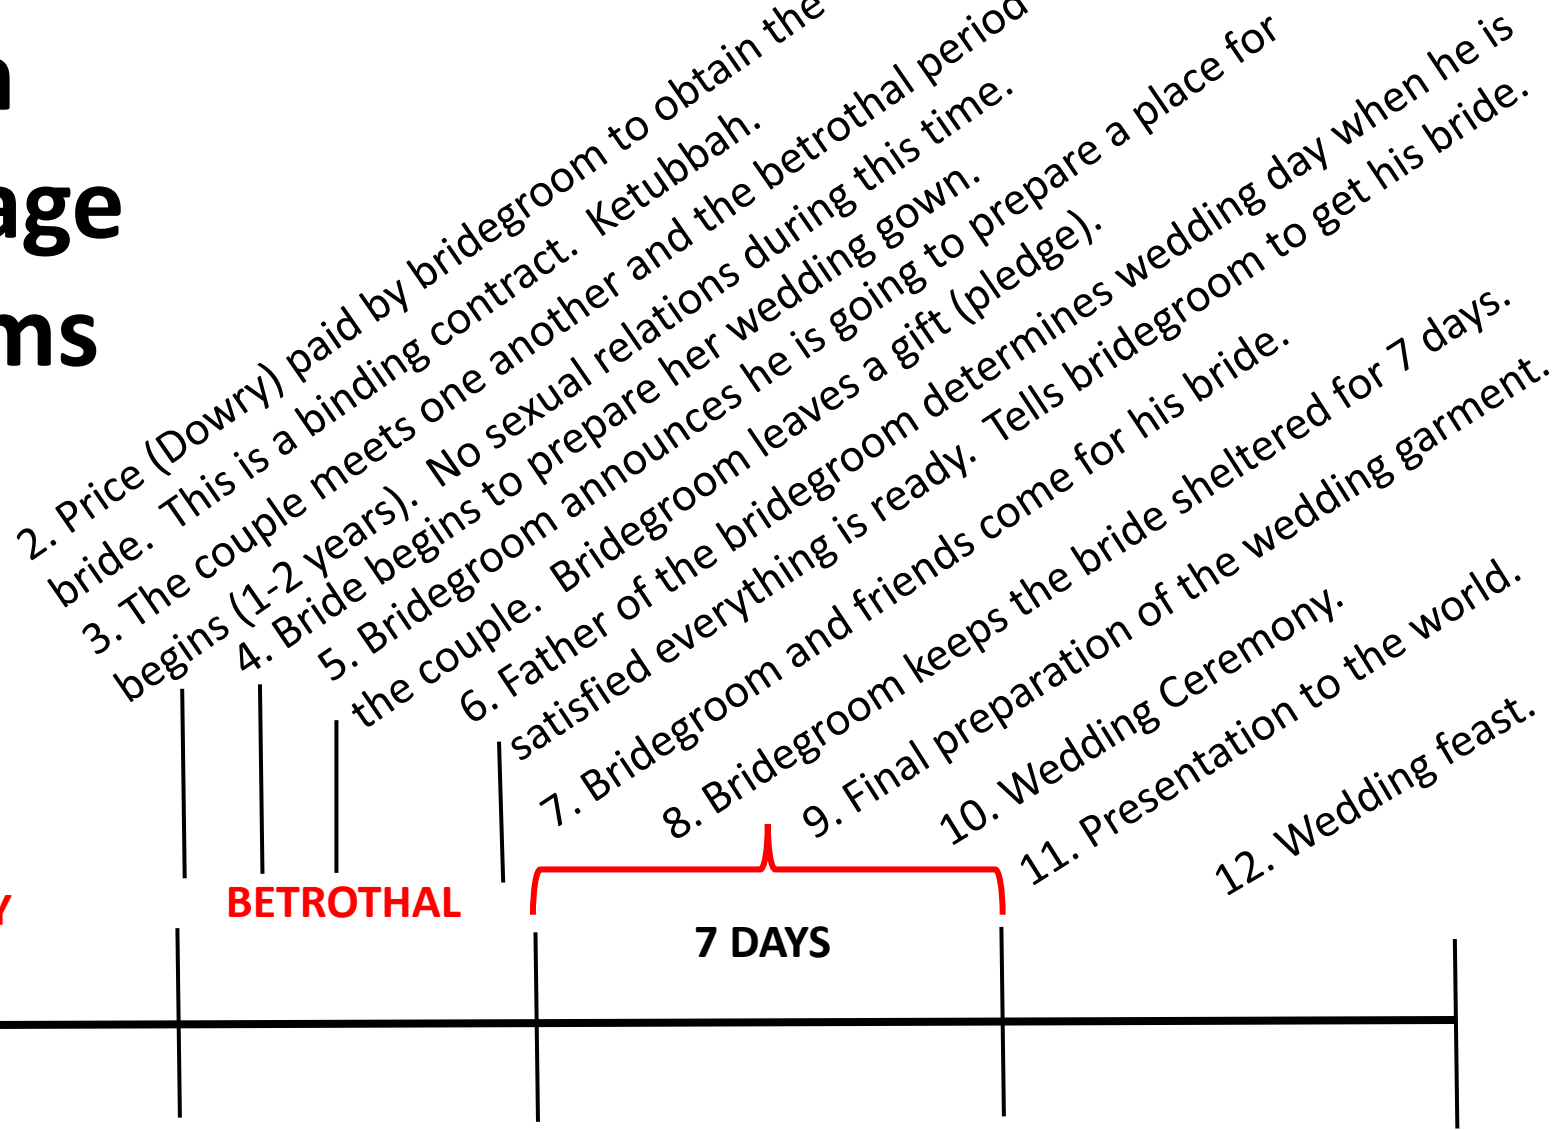 age
ms
2. Price (Dowry) paid by bridegroom to obtain the
bride.  This is a binding contract.  Ketubbah.
3. The couple meets one another and the betrothal period
begins (1-2 years).  No sexual relations during this time.
4. Bride begins to prepare her wedding gown.
5. Bridegroom announces he is going to prepare a place for
the couple.  Bridegroom leaves a gift (pledge).
6. Father of the bridegroom determines wedding day when he is
satisfied everything is ready.  Tells bridegroom to get his bride.
7. Bridegroom and friends come for his bride.
8. Bridegroom keeps the bride sheltered for 7 days.
9. Final preparation of the wedding garment.
10. Wedding Ceremony.
11. Presentation to the world.
12. Wedding feast.
Y
BETROTHAL
7 DAYS